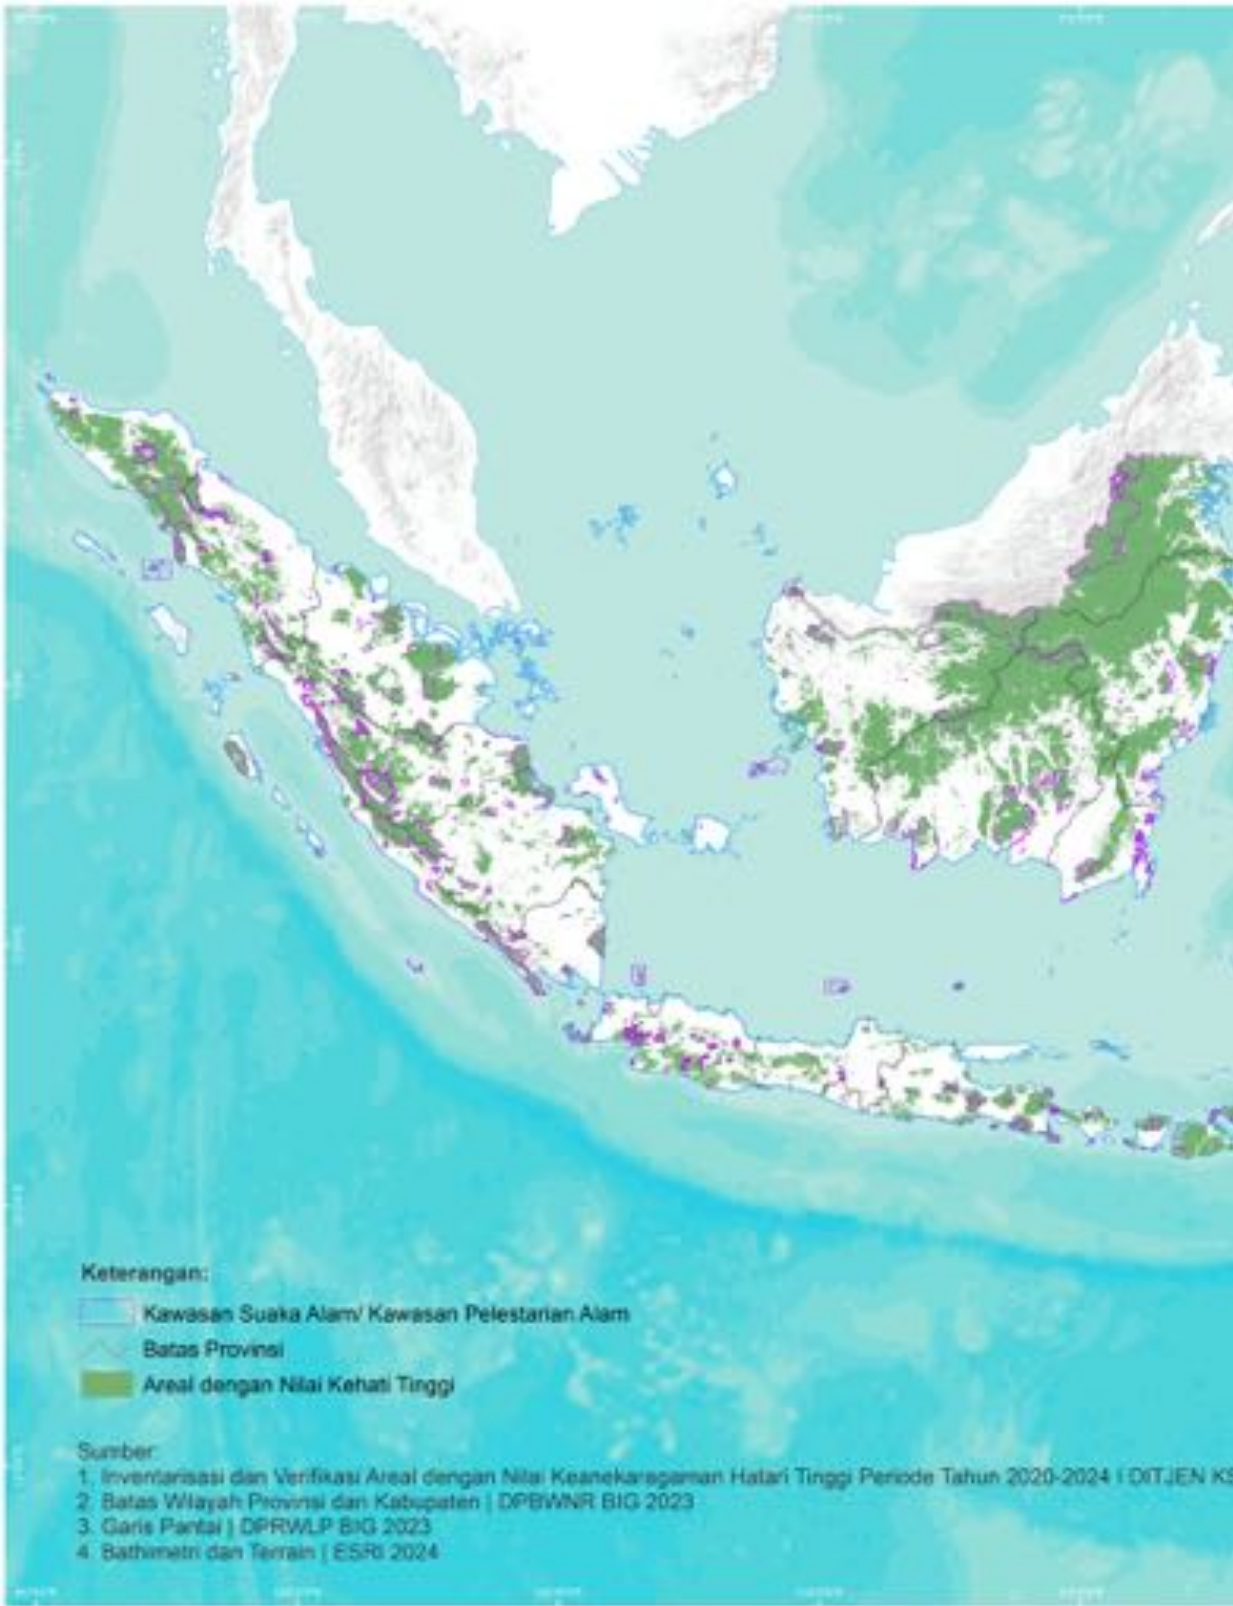 Keterangan:
Kawasan Suaka Alam/ Kawasan Pelestarian Alam
Batas Provinsi
Areal dengan Nilai Kehati Tinggi
Sumber:
1. Inventarisasi dan Verifikasi Areal dengan Nilai Keanekaragaman Hatari Tinggi Periode Tahun 2020-2024 | DITJEN KS
2. Batas Wilayah Provinsi dan Kabupaten | DPBWNR BIG 2023
3. Garis Pantai | DPRWLP BIG 2023
4. Bathimetri dan Terrain | ESRI 2024